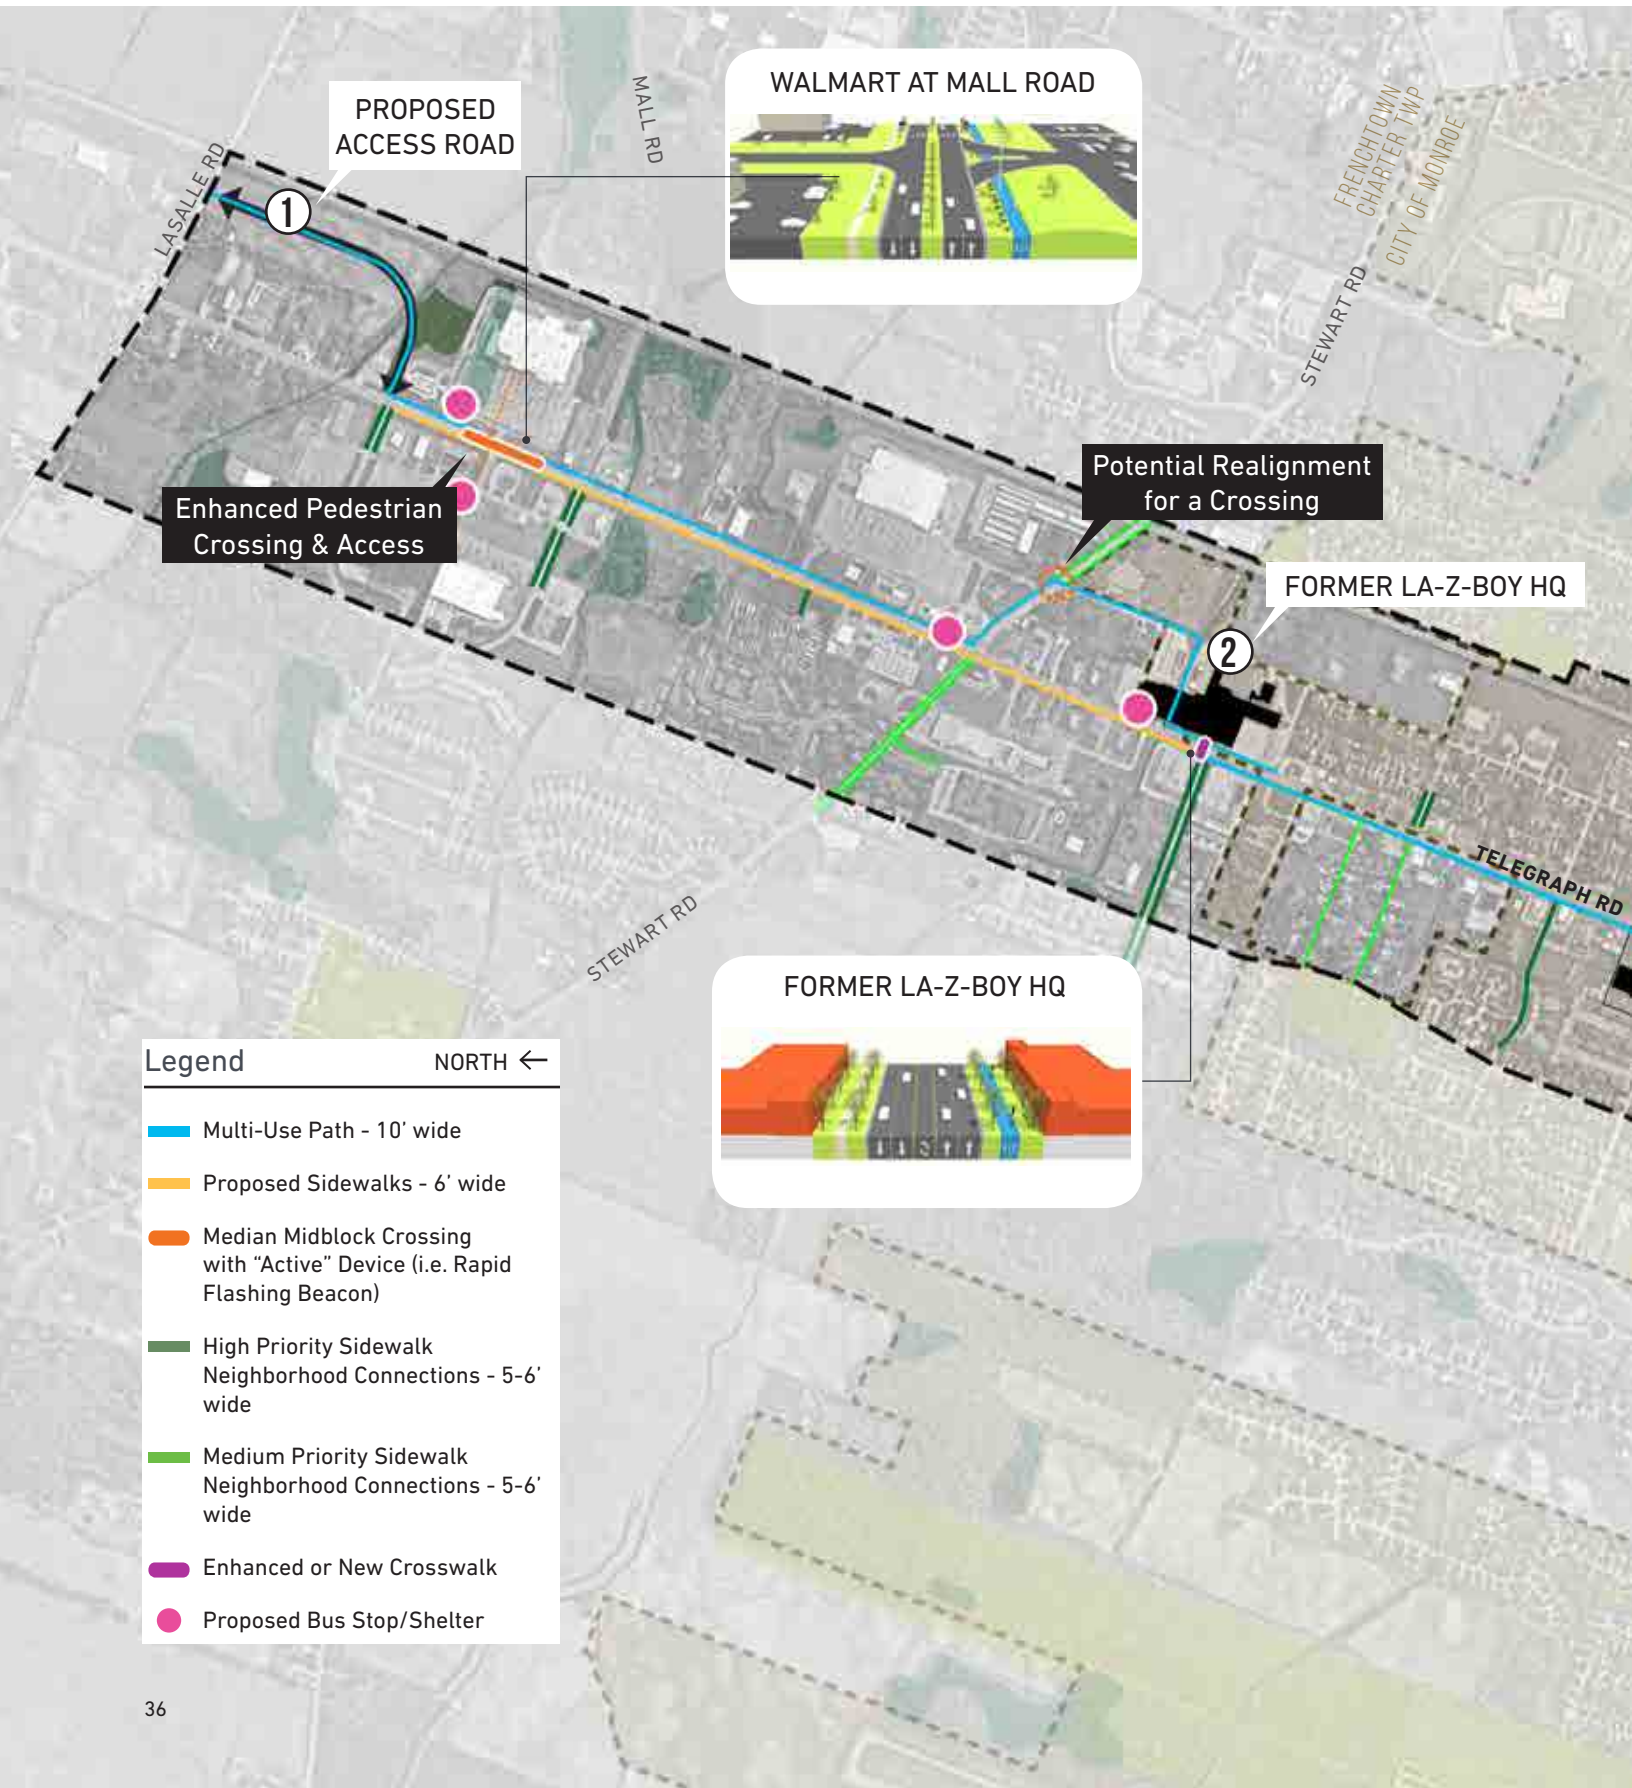 WALMART AT MALL ROAD
PROPOSED
ACCESS ROAD
MALL RD
FRENCHTOWN
CHARTER TWP
CITY OF MONROE
LASALLE RD
1
STEWART RD
Potential Realignment
for a Crossing
Enhanced Pedestrian
Crossing & Access
FORMER LA-Z-BOY HQ
2
TELEGRAPH RD
STEWART RD
FORMER LA-Z-BOY HQ
Legend
NORTH ←
Multi-Use Path - 10’ wide
Proposed Sidewalks - 6’ wide
Median Midblock Crossing
with “Active” Device (i.e. Rapid
Flashing Beacon)
High Priority Sidewalk
Neighborhood Connections - 5-6’
wide
Medium Priority Sidewalk
Neighborhood Connections - 5-6’
wide
Enhanced or New Crosswalk
Proposed Bus Stop/Shelter
36